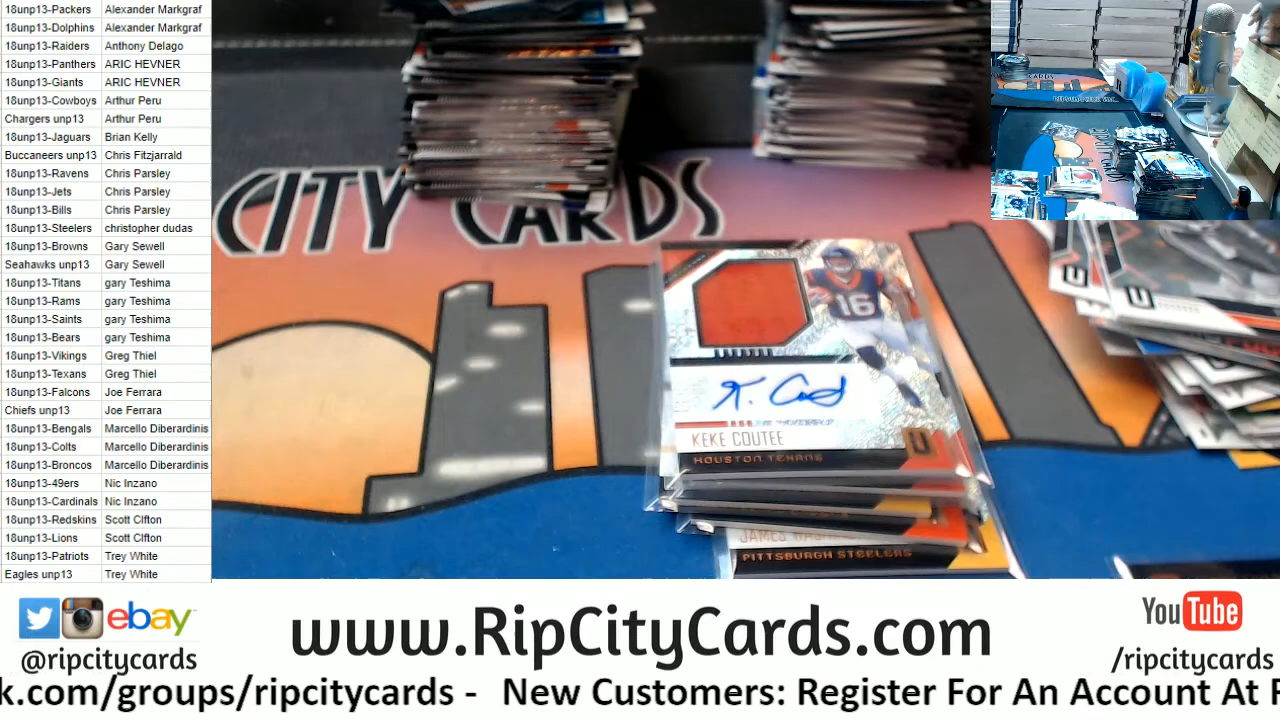 18unp13-Packers Alexander Markgraf
18unp13-Dolphins Alexander Markgraf
18unp13-Raiders Anthony Delago
18unp13-Panthers ARIC HEVNER
18unp13-Giants ARIC HEVNER
18unp13-Cowboys Arthur Peru
Chargers unp13 Arthur Peru
18unp13-Jaguars Brian Kelly
Buccaneers unp13 Chris Fitzjarrald
18unp13-Ravens Chris Parsley
18unp13-Jets Chris Parsley
18unp13-Bills Chris Parsley
18unp13-Steelers christopher dudas
18unp13-Browns Gary Sewell
Seahawks unp13 Gary Sewell
18unp13-Titans gary Teshima
18unp13-Rams gary Teshima
18unp13-Saints gary Teshima
18unp13-Bears gary Teshima
18unp13-Vikings Greg Thiel
18unp13-Texans Greg Thiel
18unp13-Falcons Joe Ferrara
Chiefs unp13 Joe Ferrara
18unp13-Bengals Marcello Diberardinis
18unp13-Colts Marcello Diberardinis
18unp13-Broncos Marcello Diberardinis
18unp13-49ers Nic Inzano
18unp13-Cardinals Nic Inzano
18unp13-Redskins Scott Clfton
18unp13-Lions Scott Clfton
18unp13-Patriots Trey White
Eagles unp13 Trey White
CITY CARDS
16
KEKE COUTEE
HOUSTON TEXANS
JAMES
PITTSBURGH STEELERS
ebay
@ripcitycards
www.RipCityCards.com
YouTube
/ripcitycards
k.com/groups/ripcitycards - New Customers: Register For An Account At